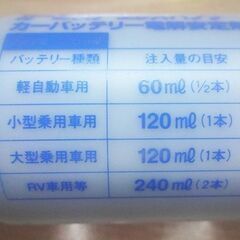 カーバッテリー電解液
バッテリー種類 注入量の目安
軽自動車用 60ml (½本)
小型乗用車用 120ml (1本)
大型乗用車用 120ml (1本)
RV車用等 240ml (2本)